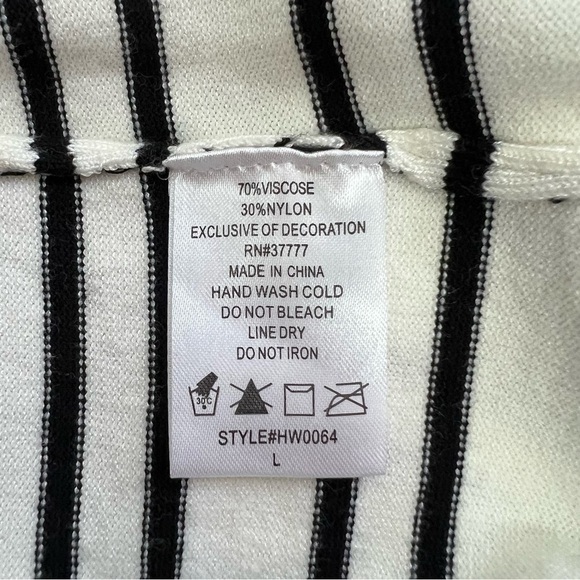 70%VISCOSE
30%NYLON
EXCLUSIVE OF DECORATION
RN#37777
MADE IN CHINA
HAND WASH COLD
DO NOT BLEACH
LINE DRY
DO NOT IRON
30°C
STYLE#HW0064
L